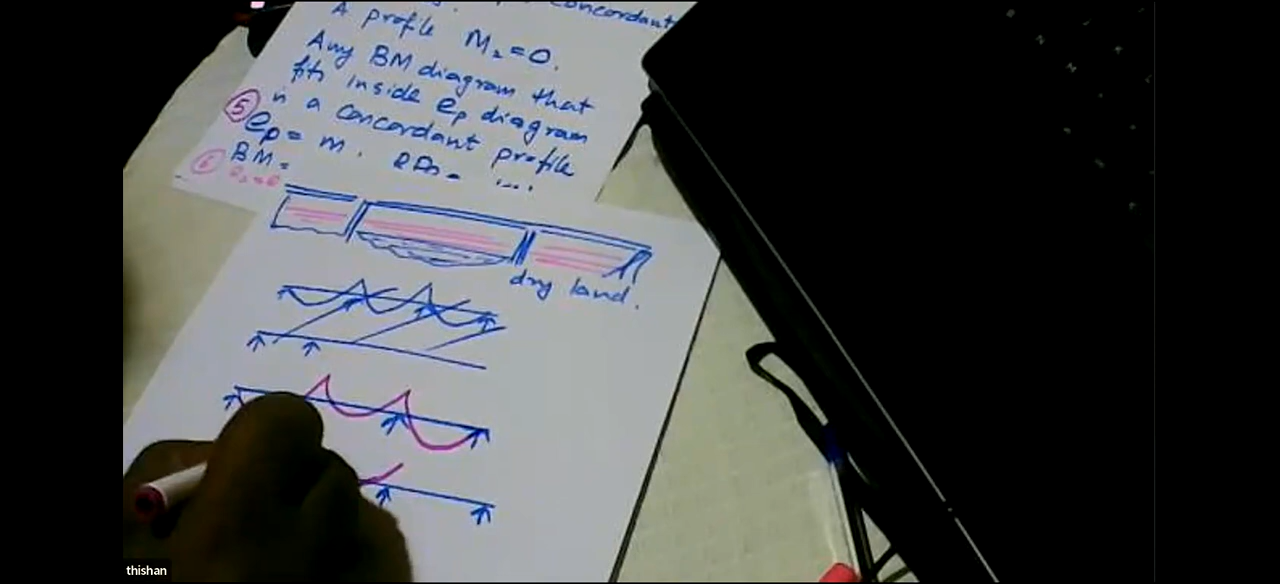 concordant
A profile M₂=0.
Any BM diagram that
fits inside eₚ diagram
is a concordant profile
⑤ eₚ = m.
BM =
dry land.
thishan